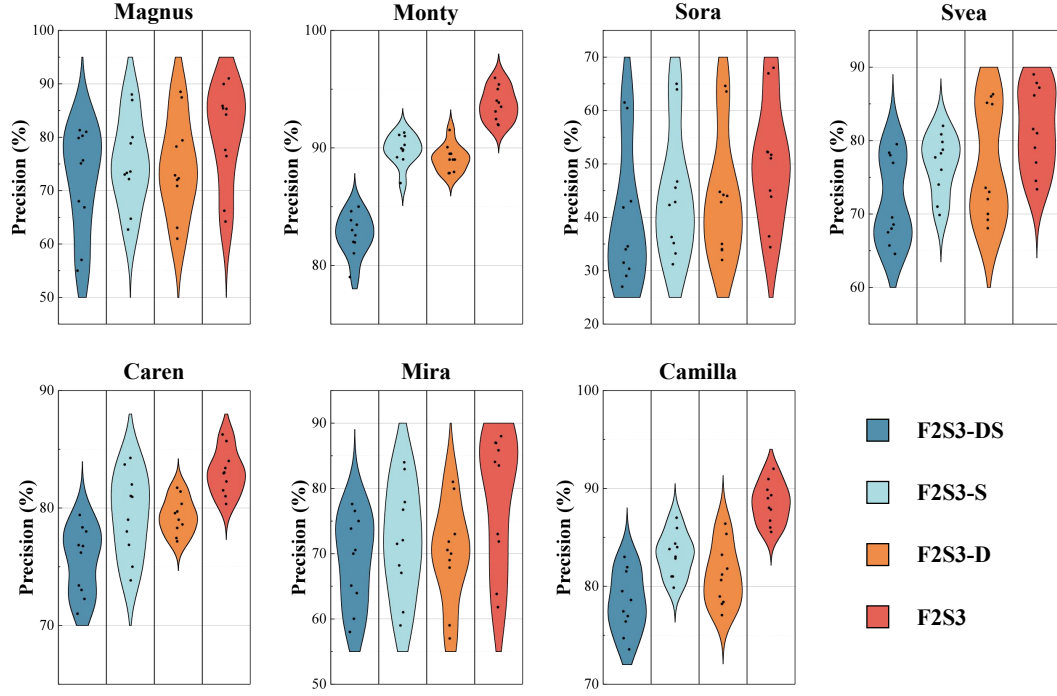 Magnus
Monty
Sora
Svea
Precision (%)
100
90
80
70
60
50
Precision (%)
100
90
80
Precision (%)
70
60
50
40
30
20
Precision (%)
90
80
70
60
Caren
Mira
Camilla
Precision (%)
90
80
70
Precision (%)
90
80
70
60
50
Precision (%)
100
90
80
70
F2S3-DS
F2S3-S
F2S3-D
F2S3